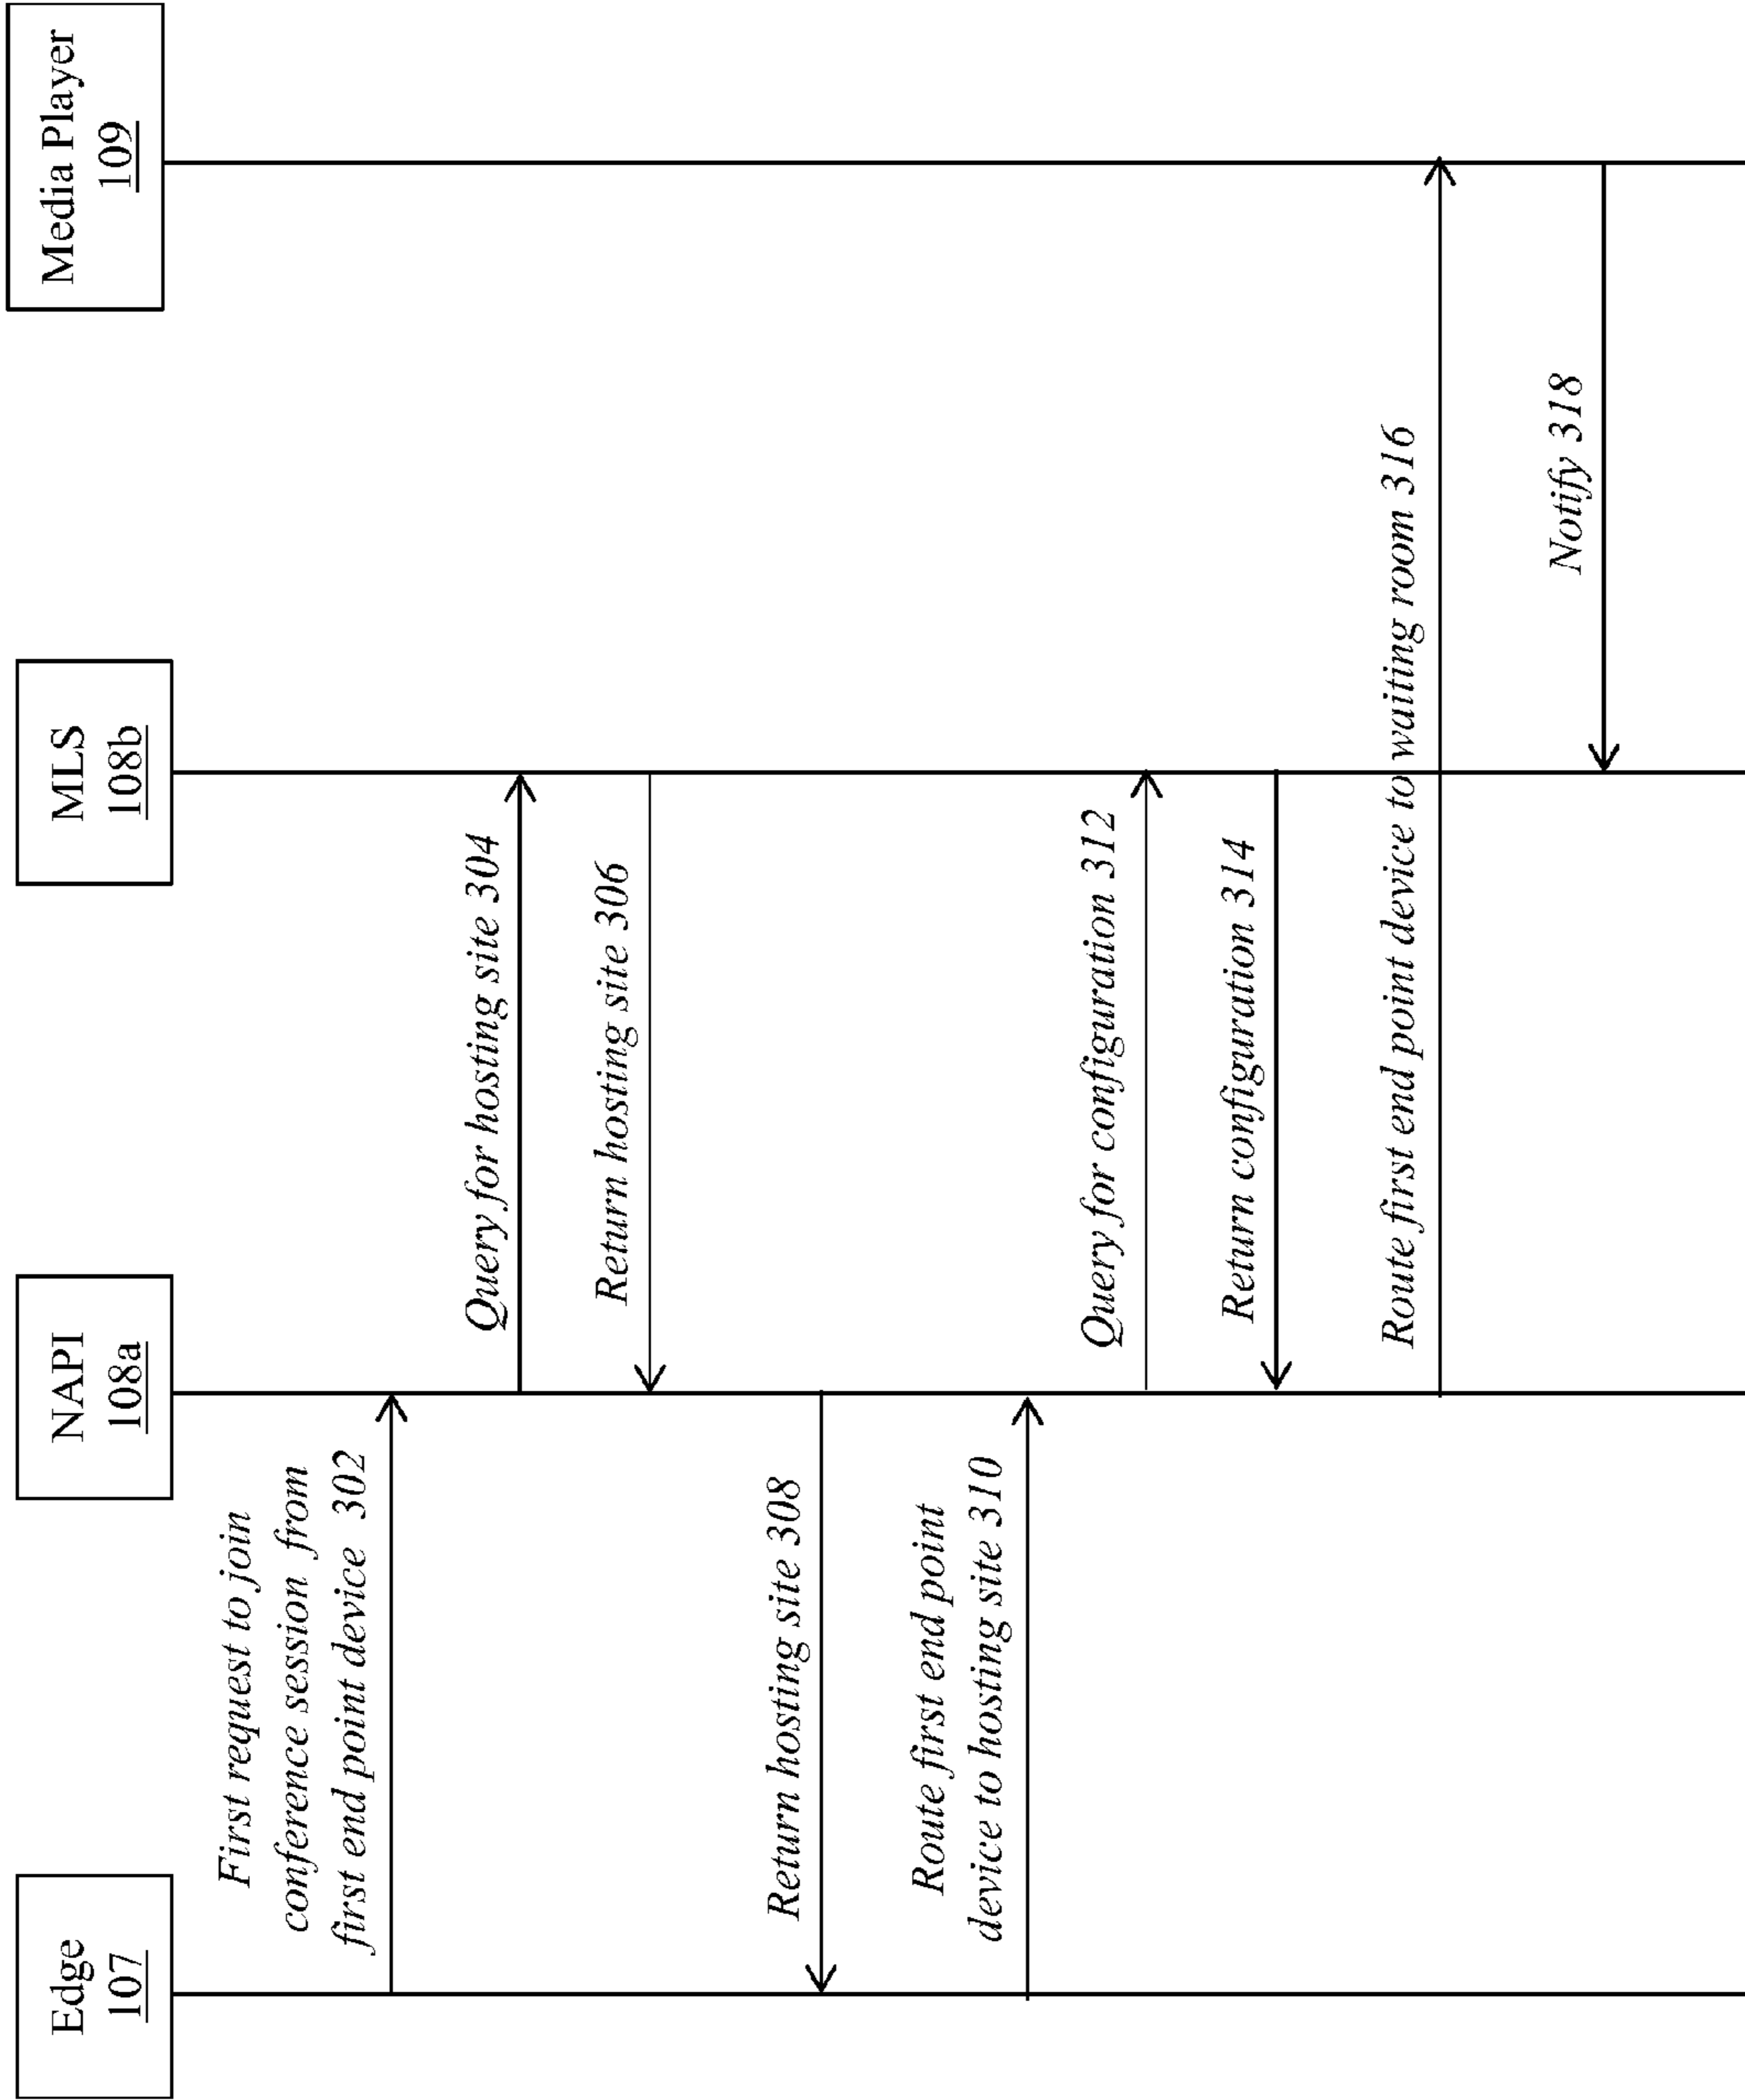 Edge
107
NAPI
108a
MLS
108b
Media Player
109
First request to join
conference session from
first end point device 302
Query for hosting site 304
Return hosting site 306
Return hosting site 308
Route first end point
device to hosting site 310
Query for configuration 312
Return configuration 314
Route first end point device to waiting room 316
Notify 318